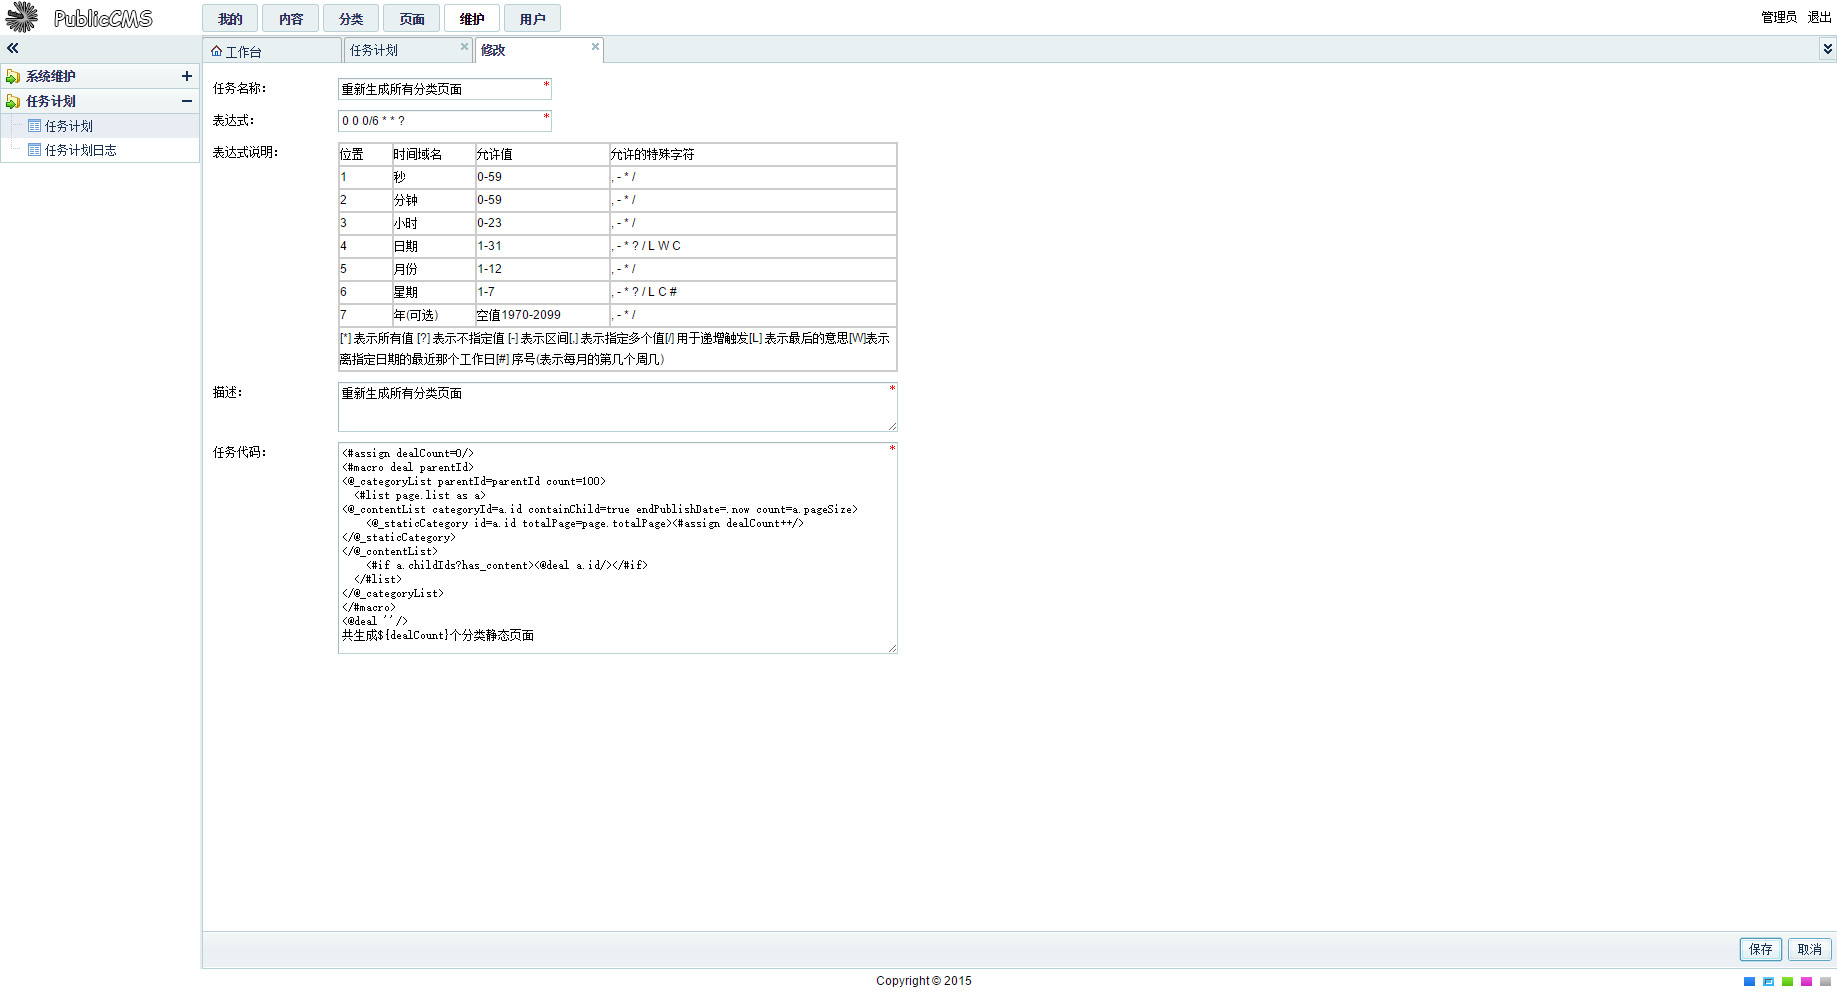 PublicCMS
我的 内容 分类 页面 维护 用户
管理员 退出
工作台 任务计划 修改
系统维护
任务计划
任务计划
任务计划日志
任务名称： 重新生成所有分类页面 *
表达式： 0 0 0/6 * * ? *
表达式说明：
位置 时间域名 允许值 允许的特殊字符
1 秒 0-59 , - * /
2 分钟 0-59 , - * /
3 小时 0-23 , - * /
4 日期 1-31 , - * ? / L W C
5 月份 1-12 , - * /
6 星期 1-7 , - * ? / L C #
7 年(可选) 空值1970-2099 , - * /
[*] 表示所有值 [?] 表示不指定值 [-] 表示区间[,] 表示指定多个值[/] 用于递增触发[L] 表示最后的意思[W]表示
离指定日期的最近那个工作日[#] 序号(表示每月的第几个周几)
描述： 重新生成所有分类页面 *
任务代码： *
<#assign dealCount=0/>
<#macro deal parentId>
<@_categoryList parentId=parentId count=100>
<#list page.list as a>
<@_contentList categoryId=a.id containChild=true endPublishDate=.now count=a.pageSize>
<@_staticCategory id=a.id totalPage=page.totalPage><#assign dealCount++/>
</@_staticCategory>
</@_contentList>
<#if a.childIds?has_content><@deal a.id/></#if>
</#list>
</@_categoryList>
</#macro>
<@deal ''/>
共生成${dealCount}个分类静态页面
保存 取消
Copyright © 2015